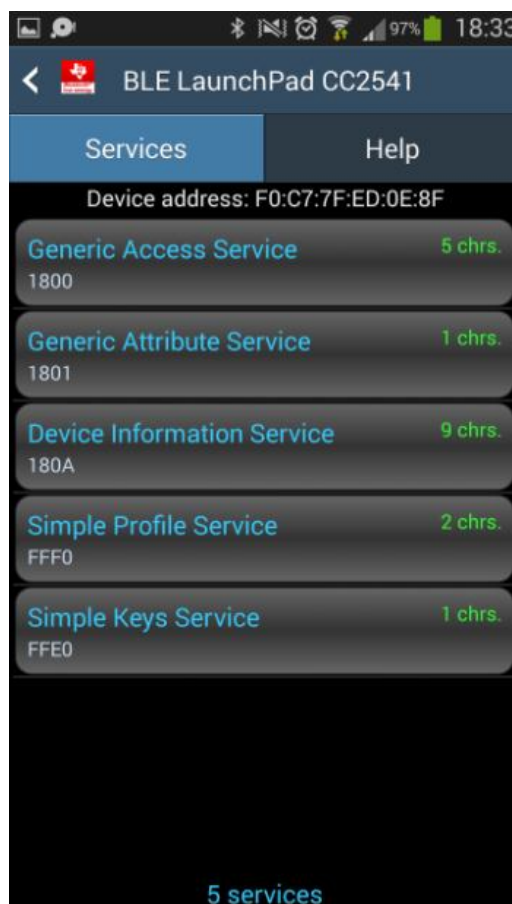 97% 18:33
BLE LaunchPad CC2541
Services Help
Device address: F0:C7:7F:ED:0E:8F
Generic Access Service 5 chrs.
1800
Generic Attribute Service 1 chrs.
1801
Device Information Service 9 chrs.
180A
Simple Profile Service 2 chrs.
FFF0
Simple Keys Service 1 chrs.
FFE0
5 services